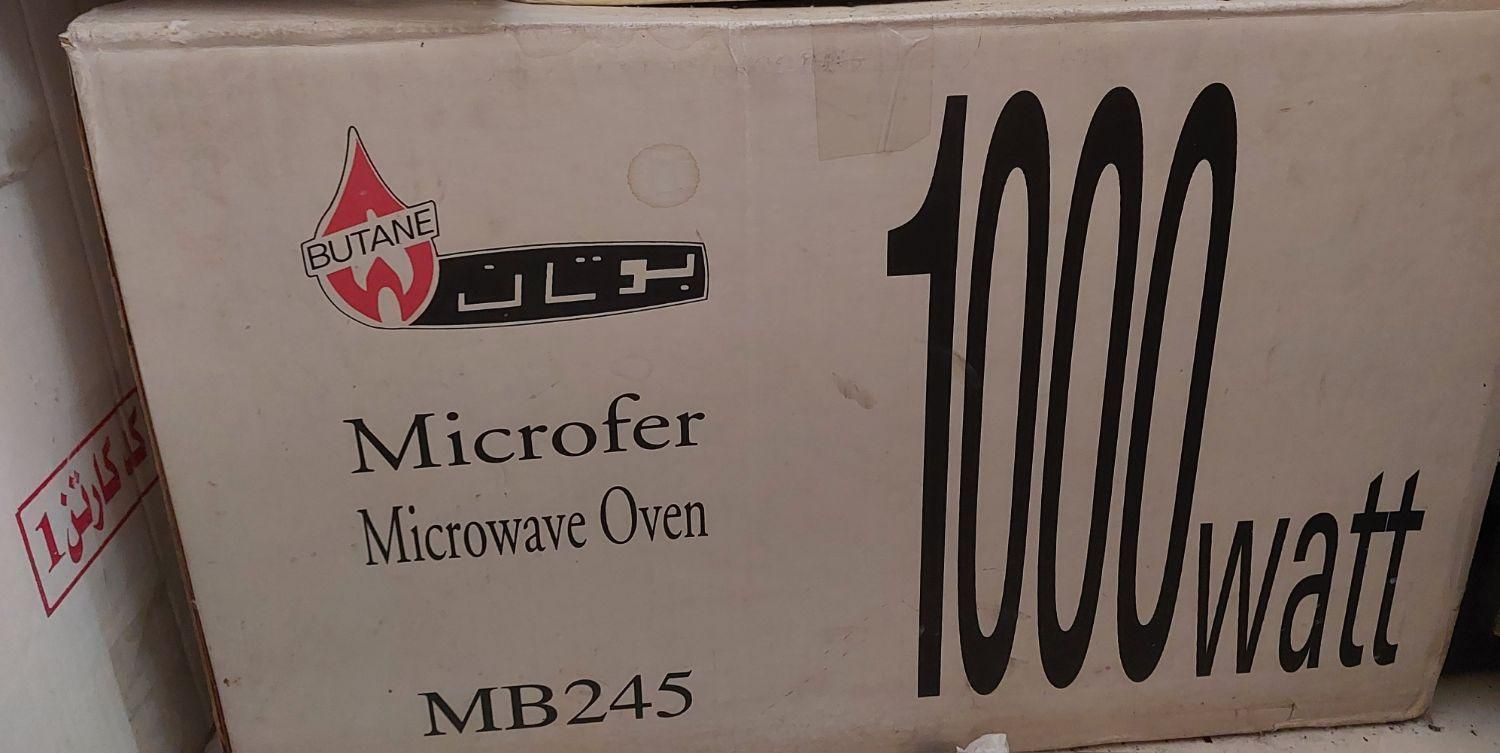 BUTANE
بوتان
Microfer
Microwave Oven
MB245
1000watt
کد کارتن 1